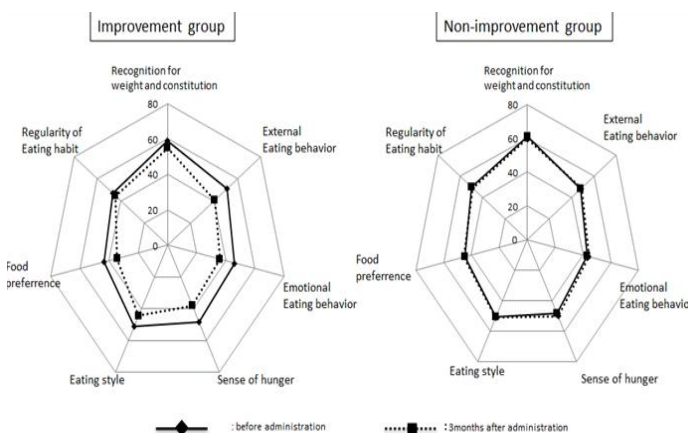 Improvement group
Recognition for
weight and constitution
80
60
40
20
0
External
Eating behavior
Emotional
Eating behavior
Sense of hunger
Eating style
Food
preferrence
Regularity of
Eating habit
Non-improvement group
Recognition for
weight and constitution
80
60
40
20
0
External
Eating behavior
Emotional
Eating behavior
Sense of hunger
Eating style
Food
preferrence
Regularity of
Eating habit
: before administration
: 3months after administration